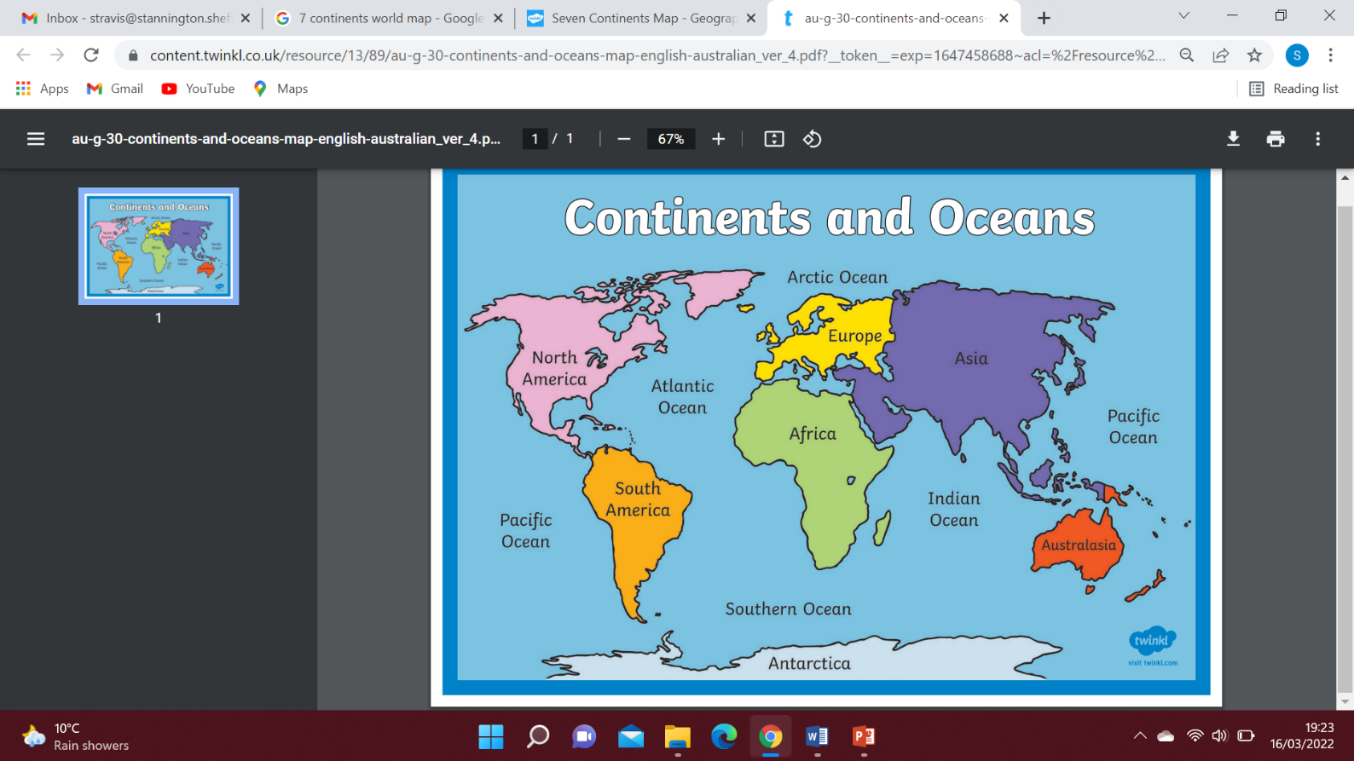 Inbox - stravis@stannington.shef
7 continents world map - Google
Seven Continents Map - Geograp
au-g-30-continents-and-oceans-
content.twinkl.co.uk/resource/13/89/au-g-30-continents-and-oceans-map-english-australian_ver_4.pdf?__token__=exp=1647458688~acl=%2Fresource%2...
S
Apps
Gmail
YouTube
Maps
Reading list
au-g-30-continents-and-oceans-map-english-australian_ver_4.p...
1 / 1
67%
1
Continents and Oceans
Arctic Ocean
Europe
North
America
Asia
Atlantic
Ocean
Pacific
Ocean
Africa
South
America
Indian
Ocean
Pacific
Ocean
Australasia
Southern Ocean
twinkl
visit twinkl.com
Antarctica
10°C
Rain showers
19:23
16/03/2022